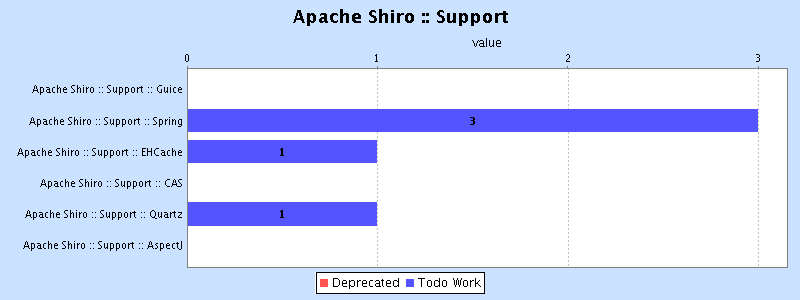 Apache Shiro :: Support
value
0 1 2 3
Apache Shiro :: Support :: Guice
Apache Shiro :: Support :: Spring 3
Apache Shiro :: Support :: EHCache 1
Apache Shiro :: Support :: CAS
Apache Shiro :: Support :: Quartz 1
Apache Shiro :: Support :: AspectJ
Deprecated Todo Work